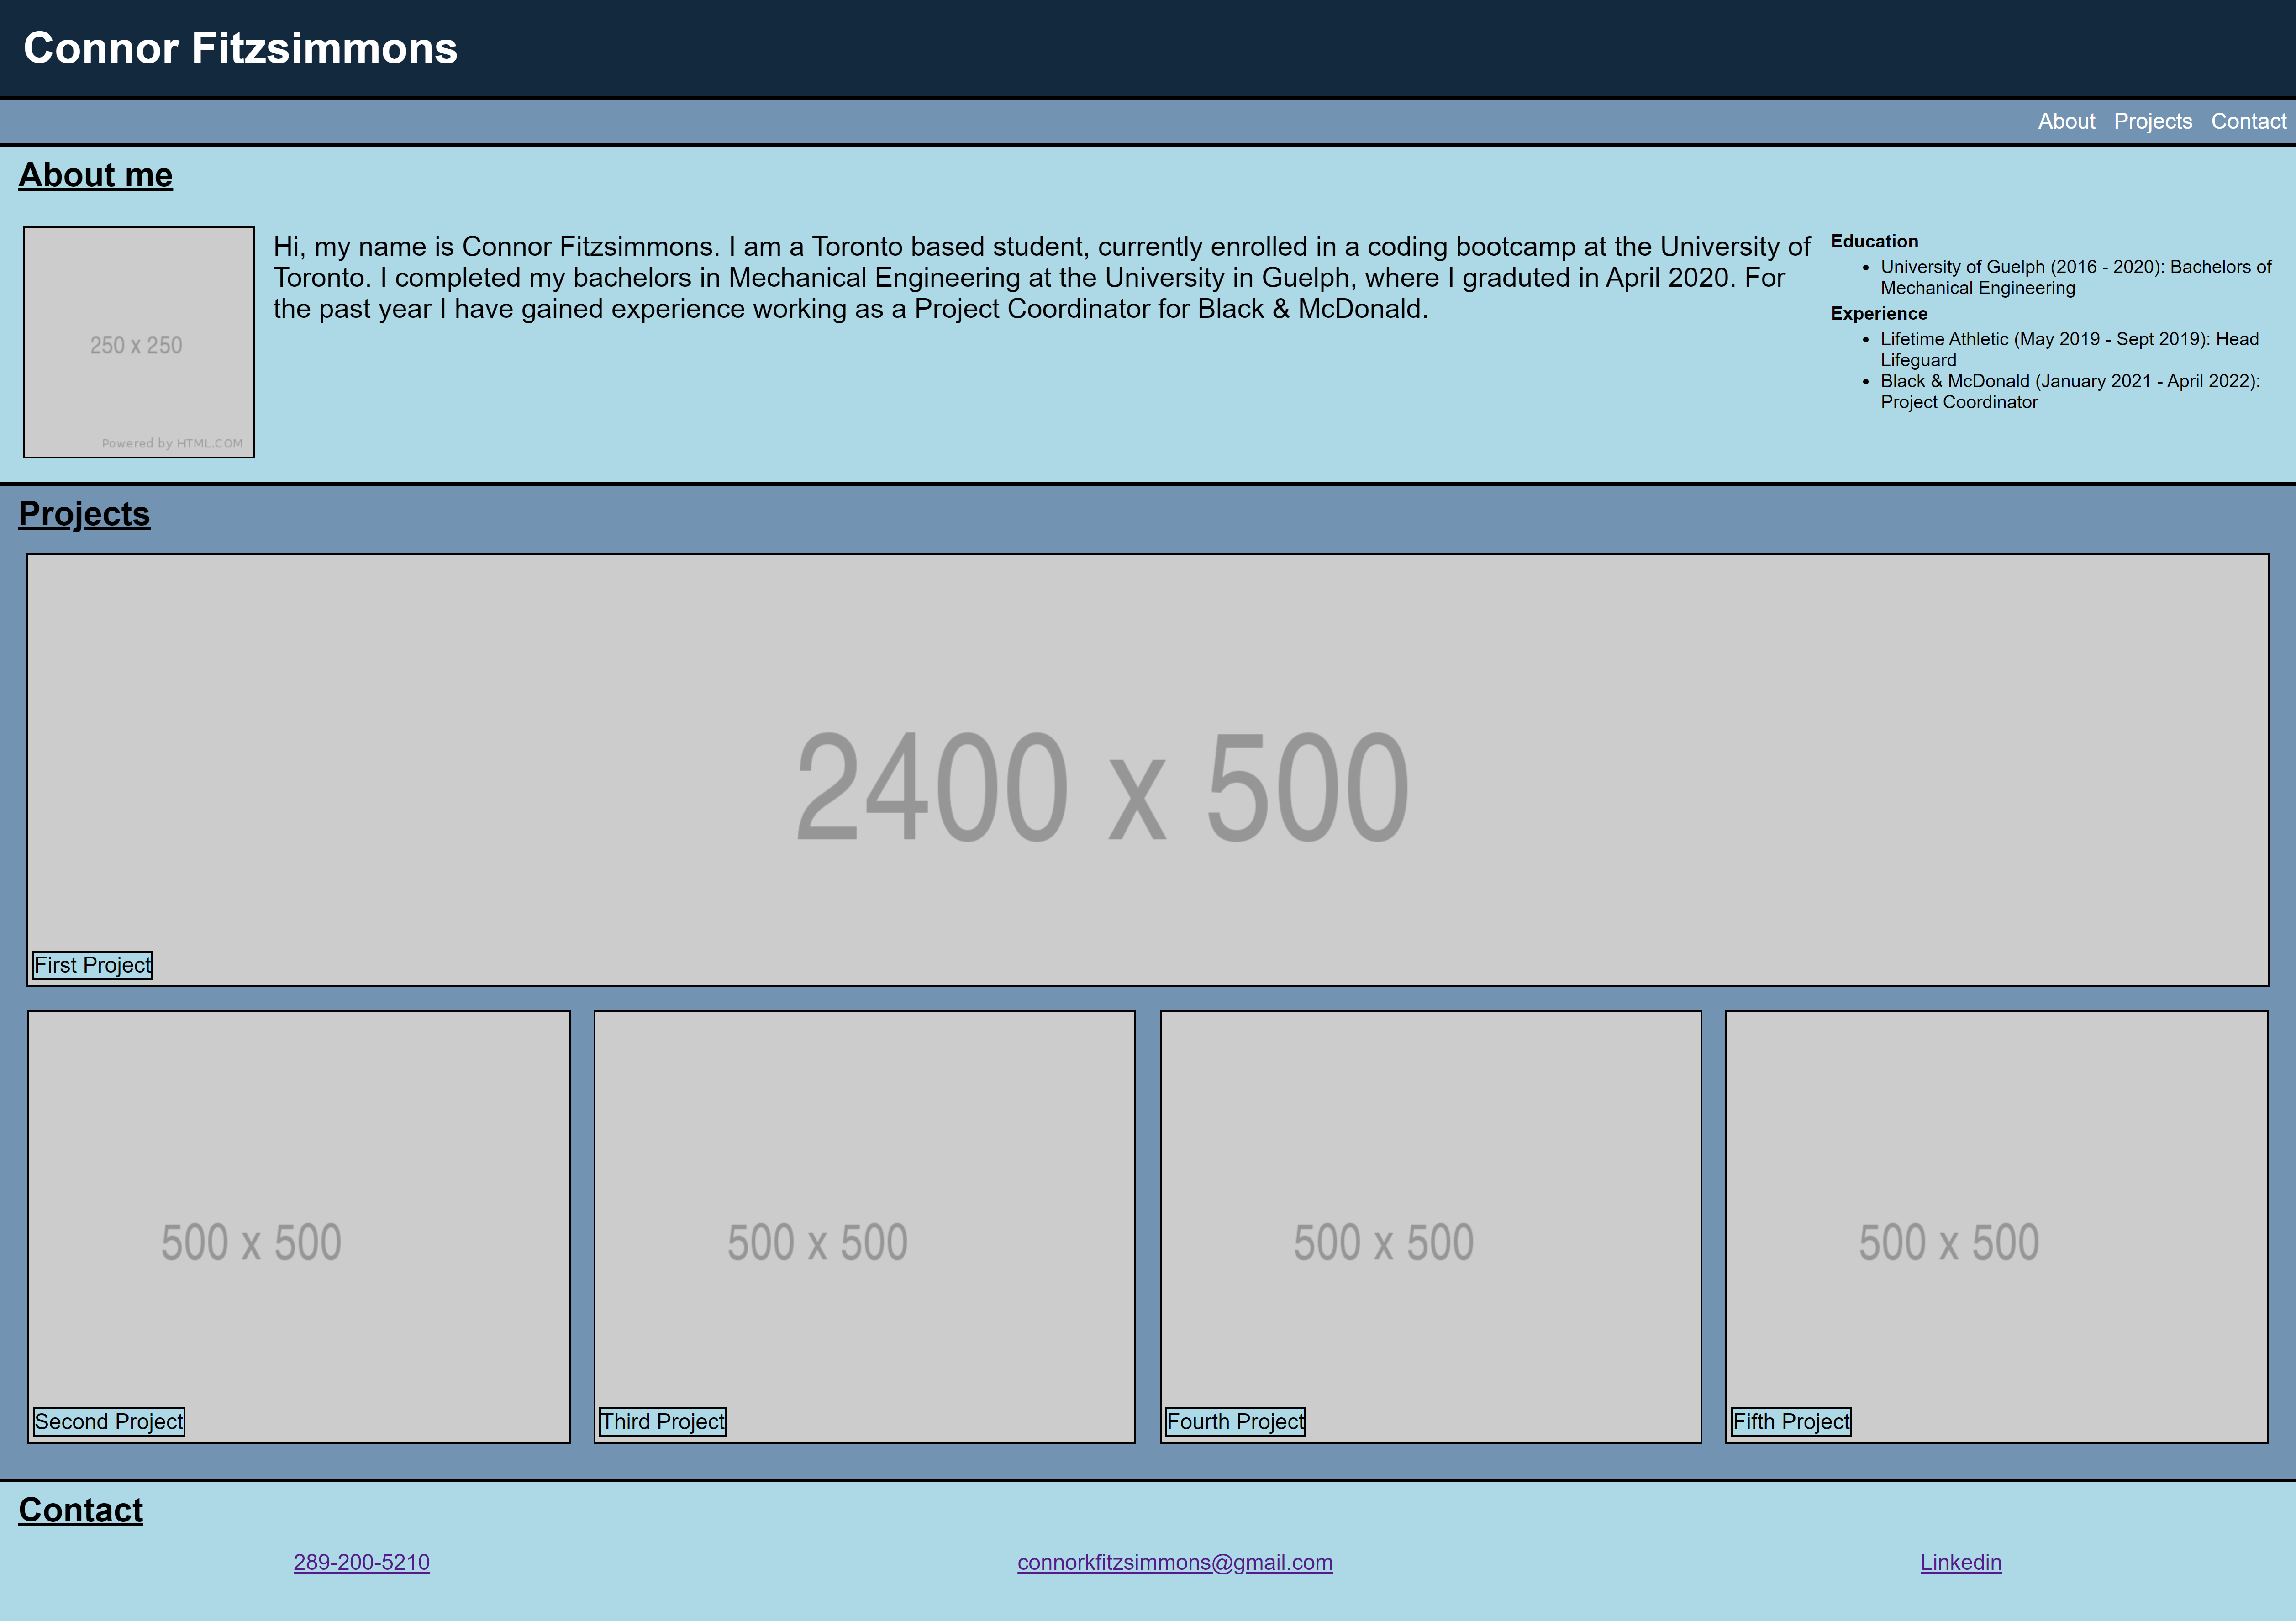 Connor Fitzsimmons
About Projects Contact
About me
250 x 250
Powered by HTML.COM
Hi, my name is Connor Fitzsimmons. I am a Toronto based student, currently enrolled in a coding bootcamp at the University of
Toronto. I completed my bachelors in Mechanical Engineering at the University in Guelph, where I graduted in April 2020. For
the past year I have gained experience working as a Project Coordinator for Black & McDonald.
Education
• University of Guelph (2016 - 2020): Bachelors of
Mechanical Engineering
Experience
• Lifetime Athletic (May 2019 - Sept 2019): Head
Lifeguard
• Black & McDonald (January 2021 - April 2022):
Project Coordinator
Projects
2400 x 500
First Project
500 x 500
Second Project
500 x 500
Third Project
500 x 500
Fourth Project
500 x 500
Fifth Project
Contact
289-200-5210
connorkfitzsimmons@gmail.com
Linkedin